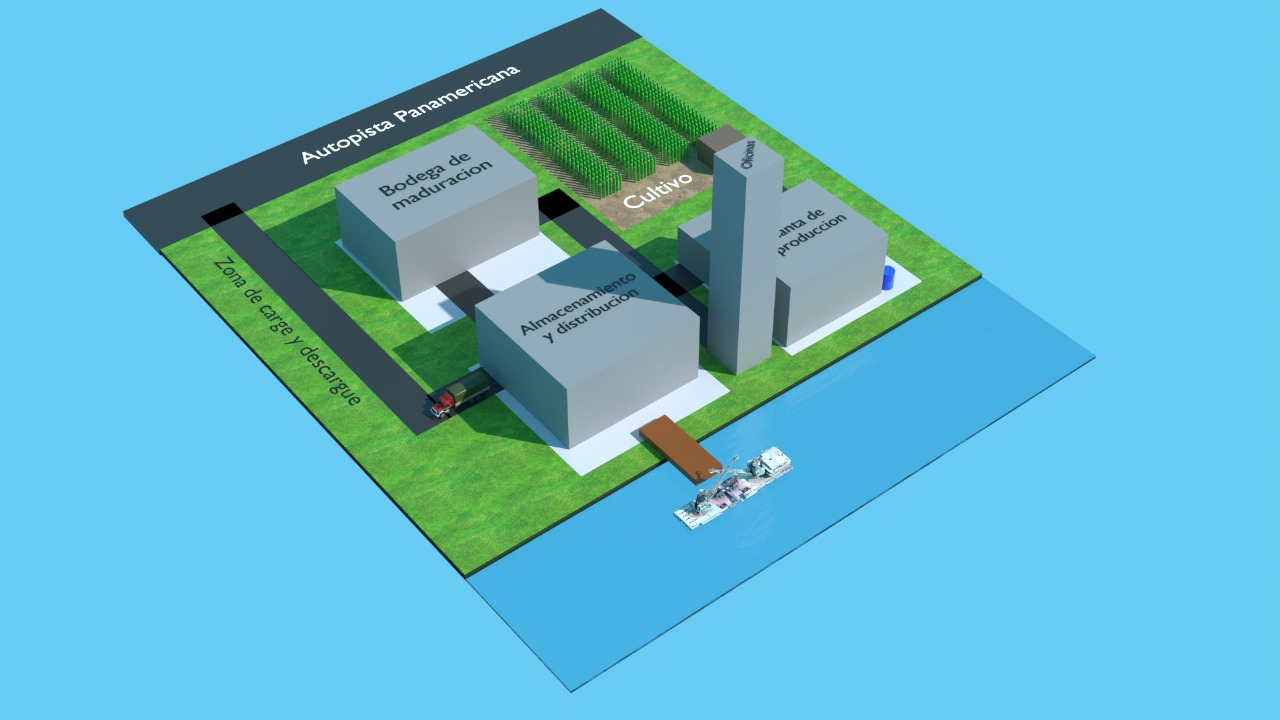 Autopista Panamericana
Bodega de
maduracion
Cultivo
Oficinas
anta de
produccion
Almacenamiento
y distribucion
Zona de carge y descargue